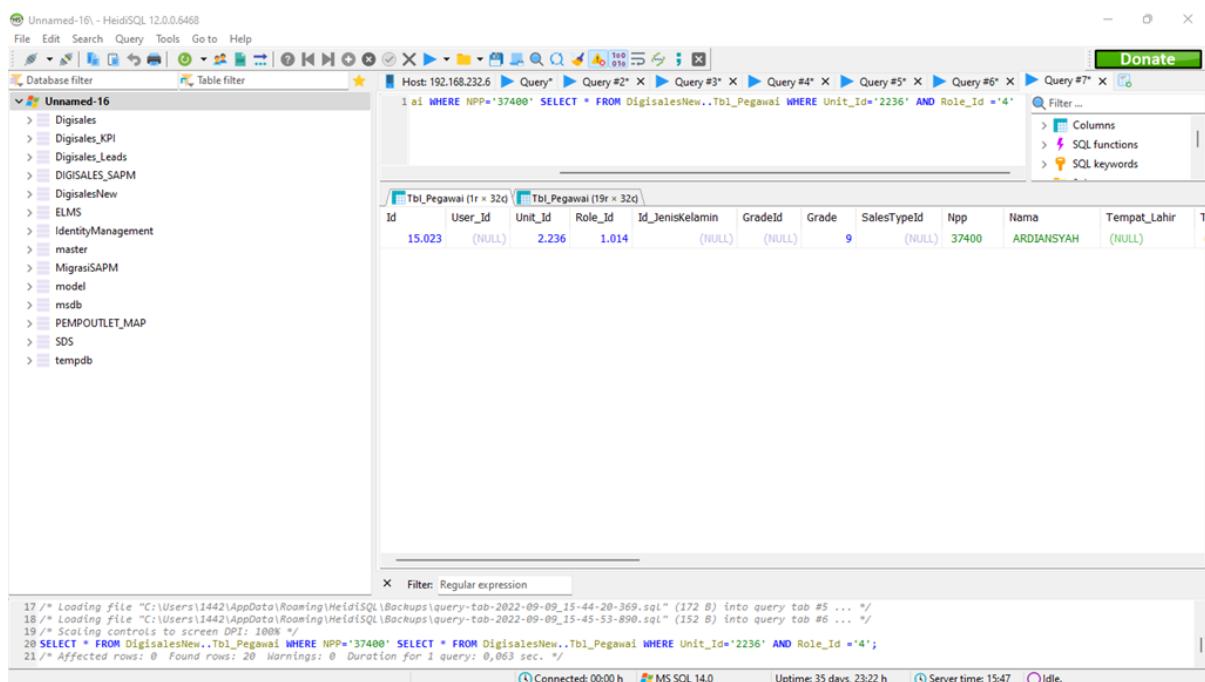 Unnamed-16\ - HeidiSQL 12.0.0.6468
File Edit Search Query Tools Go to Help
Donate
Database filter Table filter
Host: 192.168.232.6 Query* Query #2* Query #3* Query #4* Query #5* Query #6* Query #7*
Unnamed-16
Digisales
Digisales_KPI
Digisales_Leads
DIGISALES_SAPM
DigisalesNew
ELMS
IdentityManagement
master
MigrasiSAPM
model
msdb
PEMPOUTLET_MAP
SDS
tempdb
1 ai WHERE NPP='37400' SELECT * FROM DigisalesNew..Tbl_Pegawai WHERE Unit_Id='2236' AND Role_Id ='4'
Filter ...
Columns
SQL functions
SQL keywords
Tbl_Pegawai (1r × 32c) Tbl_Pegawai (19r × 32c)
Id User_Id Unit_Id Role_Id Id_JenisKelamin GradeId Grade SalesTypeId Npp Nama Tempat_Lahir T
15.023 (NULL) 2.236 1.014 (NULL) (NULL) 9 (NULL) 37400 ARDIANSYAH (NULL)
Filter: Regular expression
17 /* Loading file "C:\Users\1442\AppData\Roaming\HeidiSQL\Backups\query-tab-2022-09-09_15-44-20-369.sql" (172 B) into query tab #5 ... */
18 /* Loading file "C:\Users\1442\AppData\Roaming\HeidiSQL\Backups\query-tab-2022-09-09_15-45-53-890.sql" (152 B) into query tab #6 ... */
19 /* Scaling controls to screen DPI: 100% */
20 SELECT * FROM DigisalesNew..Tbl_Pegawai WHERE NPP='37400' SELECT * FROM DigisalesNew..Tbl_Pegawai WHERE Unit_Id='2236' AND Role_Id ='4';
21 /* Affected rows: 0 Found rows: 20 Warnings: 0 Duration for 1 query: 0,063 sec. */
Connected: 00:00 h MS SQL 14.0 Uptime: 35 days, 23:22 h Server time: 15:47 Idle.